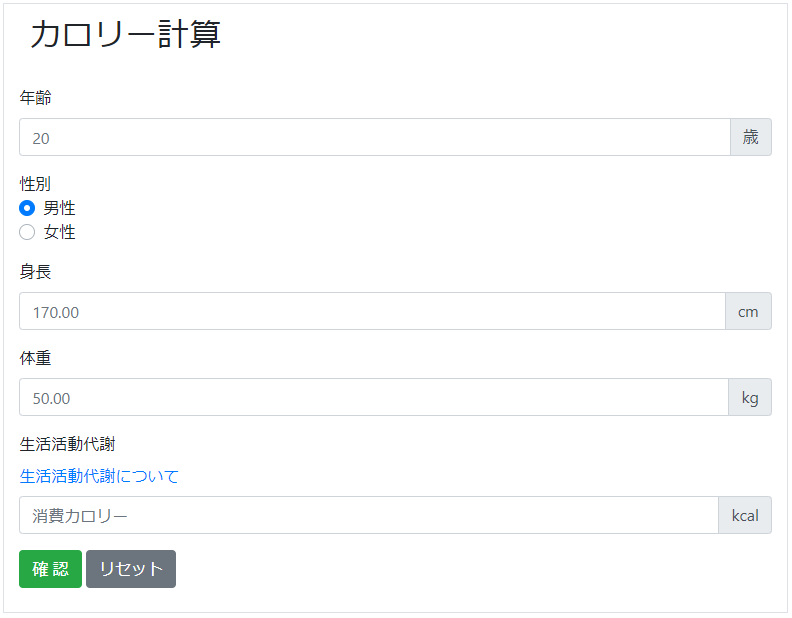 カロリー計算
年齢
20 歳
性別
男性
女性
身長
170.00 cm
体重
50.00 kg
生活活動代謝
生活活動代謝について
消費カロリー kcal
確 認 リセット